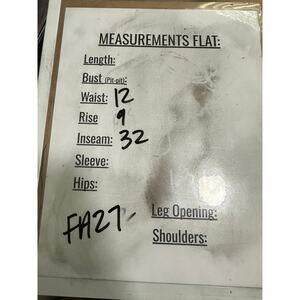 MEASUREMENTS FLAT:
Length:
Bust (Pit-pit):
Waist: 12
Rise 9
Inseam: 32
Sleeve:
Hips:
Leg Opening:
FA27-
Shoulders: